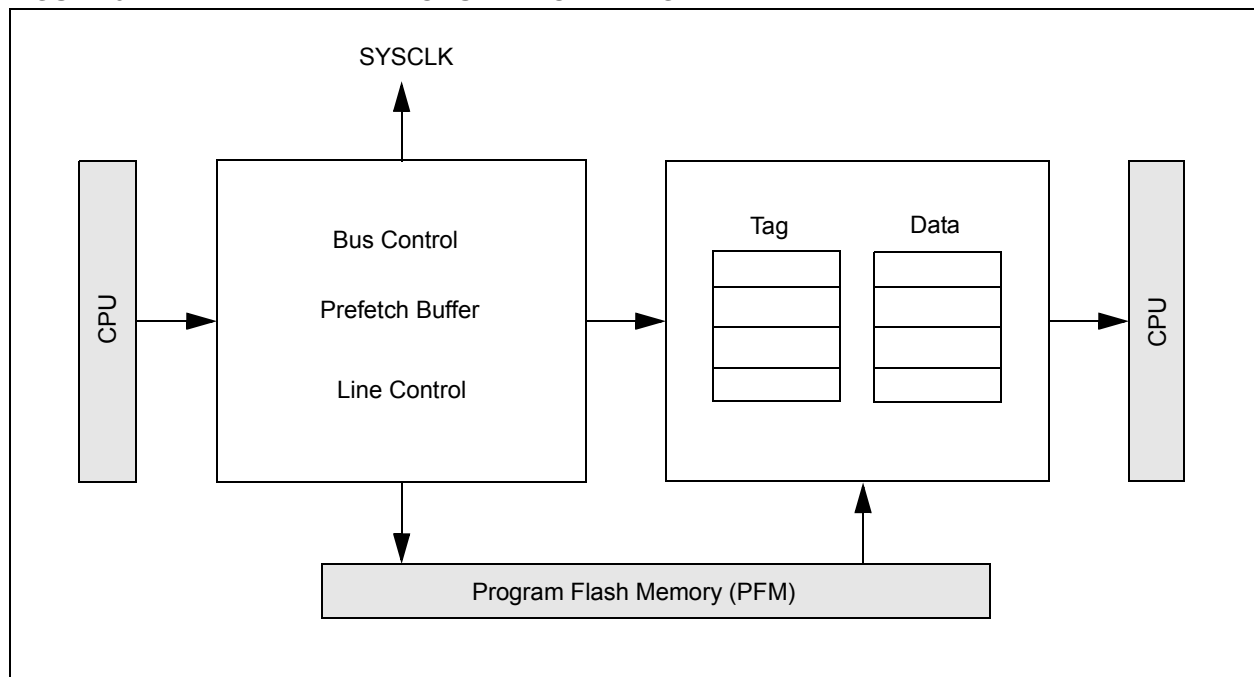 SYSCLK
CPU
Bus Control
Prefetch Buffer
Line Control
Tag
Data
CPU
Program Flash Memory (PFM)